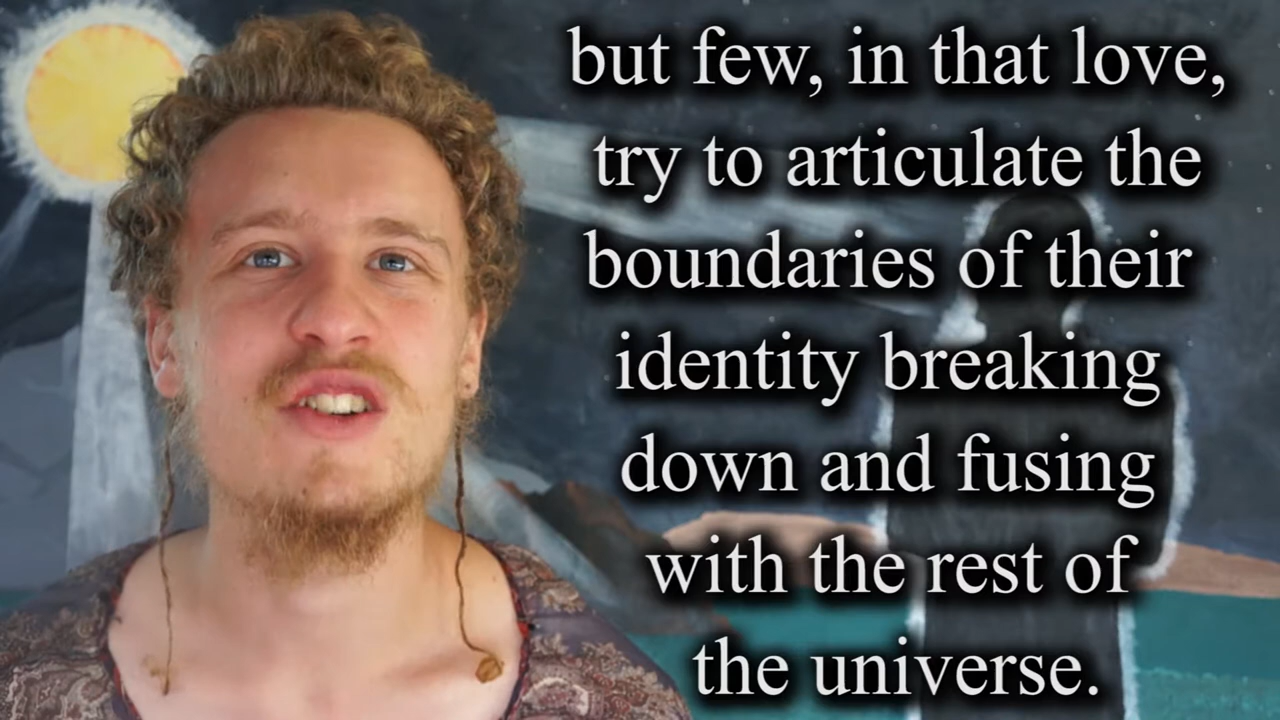 but few, in that love,
try to articulate the
boundaries of their
identity breaking
down and fusing
with the rest of
the universe.